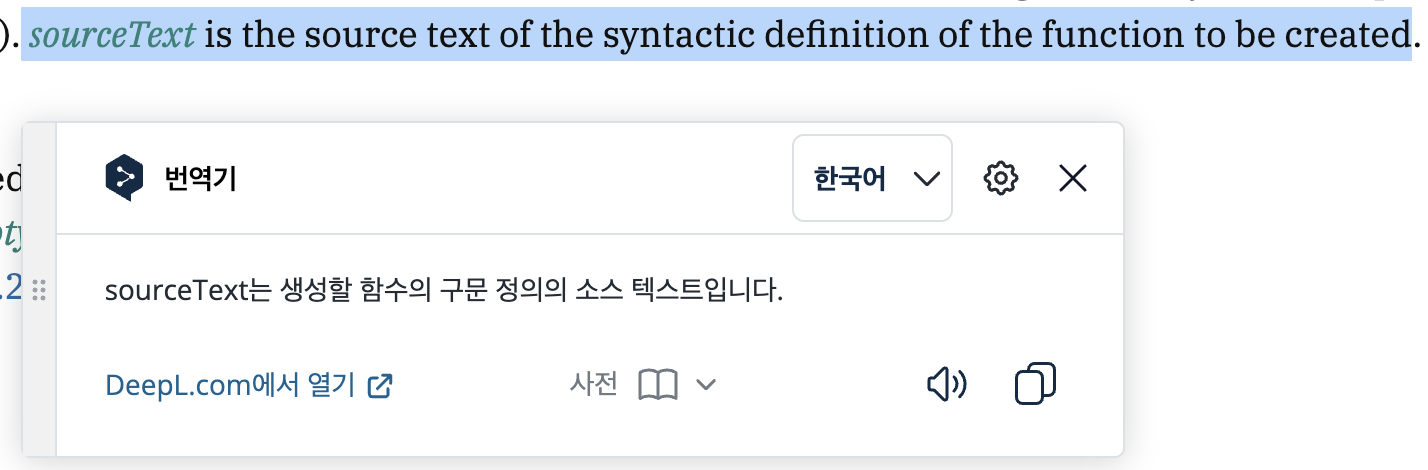 ). sourceText is the source text of the syntactic definition of the function to be created.
ed
번역기
한국어
.2
sourceText는 생성할 함수의 구문 정의의 소스 텍스트입니다.
DeepL.com에서 열기
사전